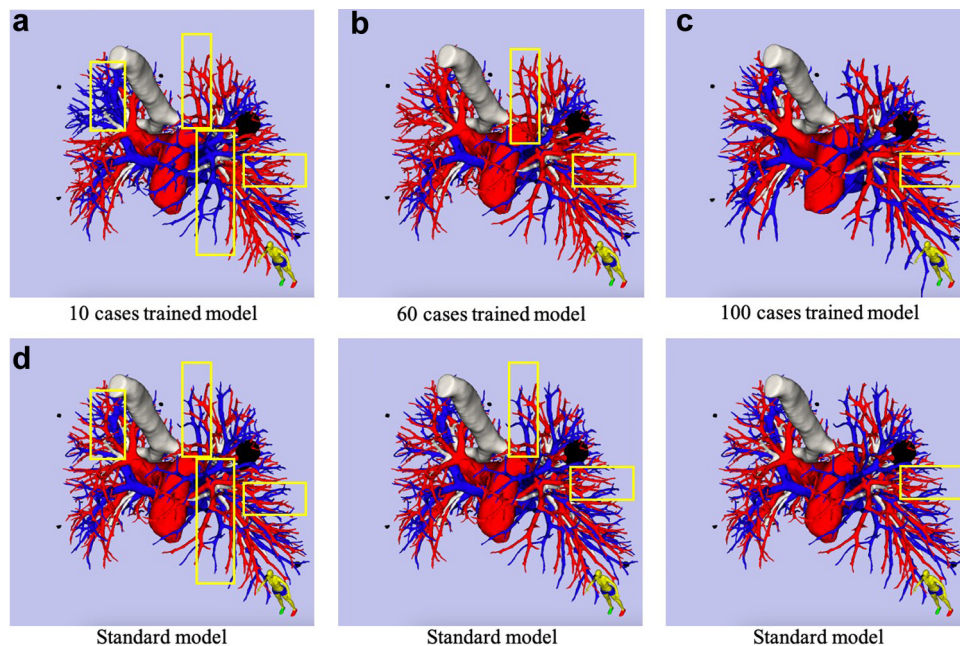 a
b
c
10 cases trained model
60 cases trained model
100 cases trained model
d
Standard model
Standard model
Standard model